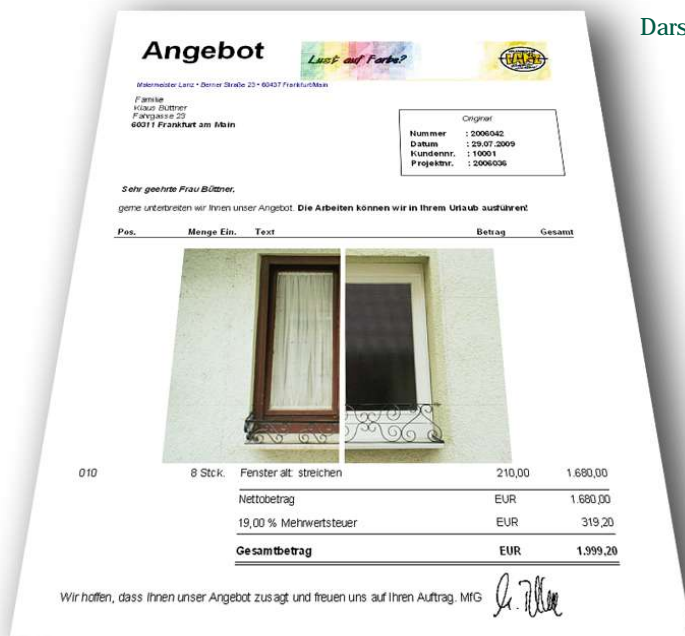 Dars
Angebot
Lust auf Farbe?
Malermeister Lanz • Berner Straße 23 • 60437 Frankfurt/Main
Familie
Klaus Büttner
Fahrgasse 23
60311 Frankfurt am Main
Original
Nummer : 2006042
Datum : 29.07.2009
Kundennr. : 10001
Projektnr. : 2006036
Sehr geehrte Frau Büttner,
gerne unterbreiten wir Ihnen unser Angebot. Die Arbeiten können wir in Ihrem Urlaub ausführen!
Pos. Menge Ein. Text Betrag Gesamt
010 8 Stck. Fenster alt: streichen 210,00 1.680,00
Nettobetrag EUR 1.680,00
19,00 % Mehrwertsteuer EUR 319,20
Gesamtbetrag EUR 1.999,20
Wir hoffen, dass Ihnen unser Angebot zusagt und freuen uns auf Ihren Auftrag. MfG